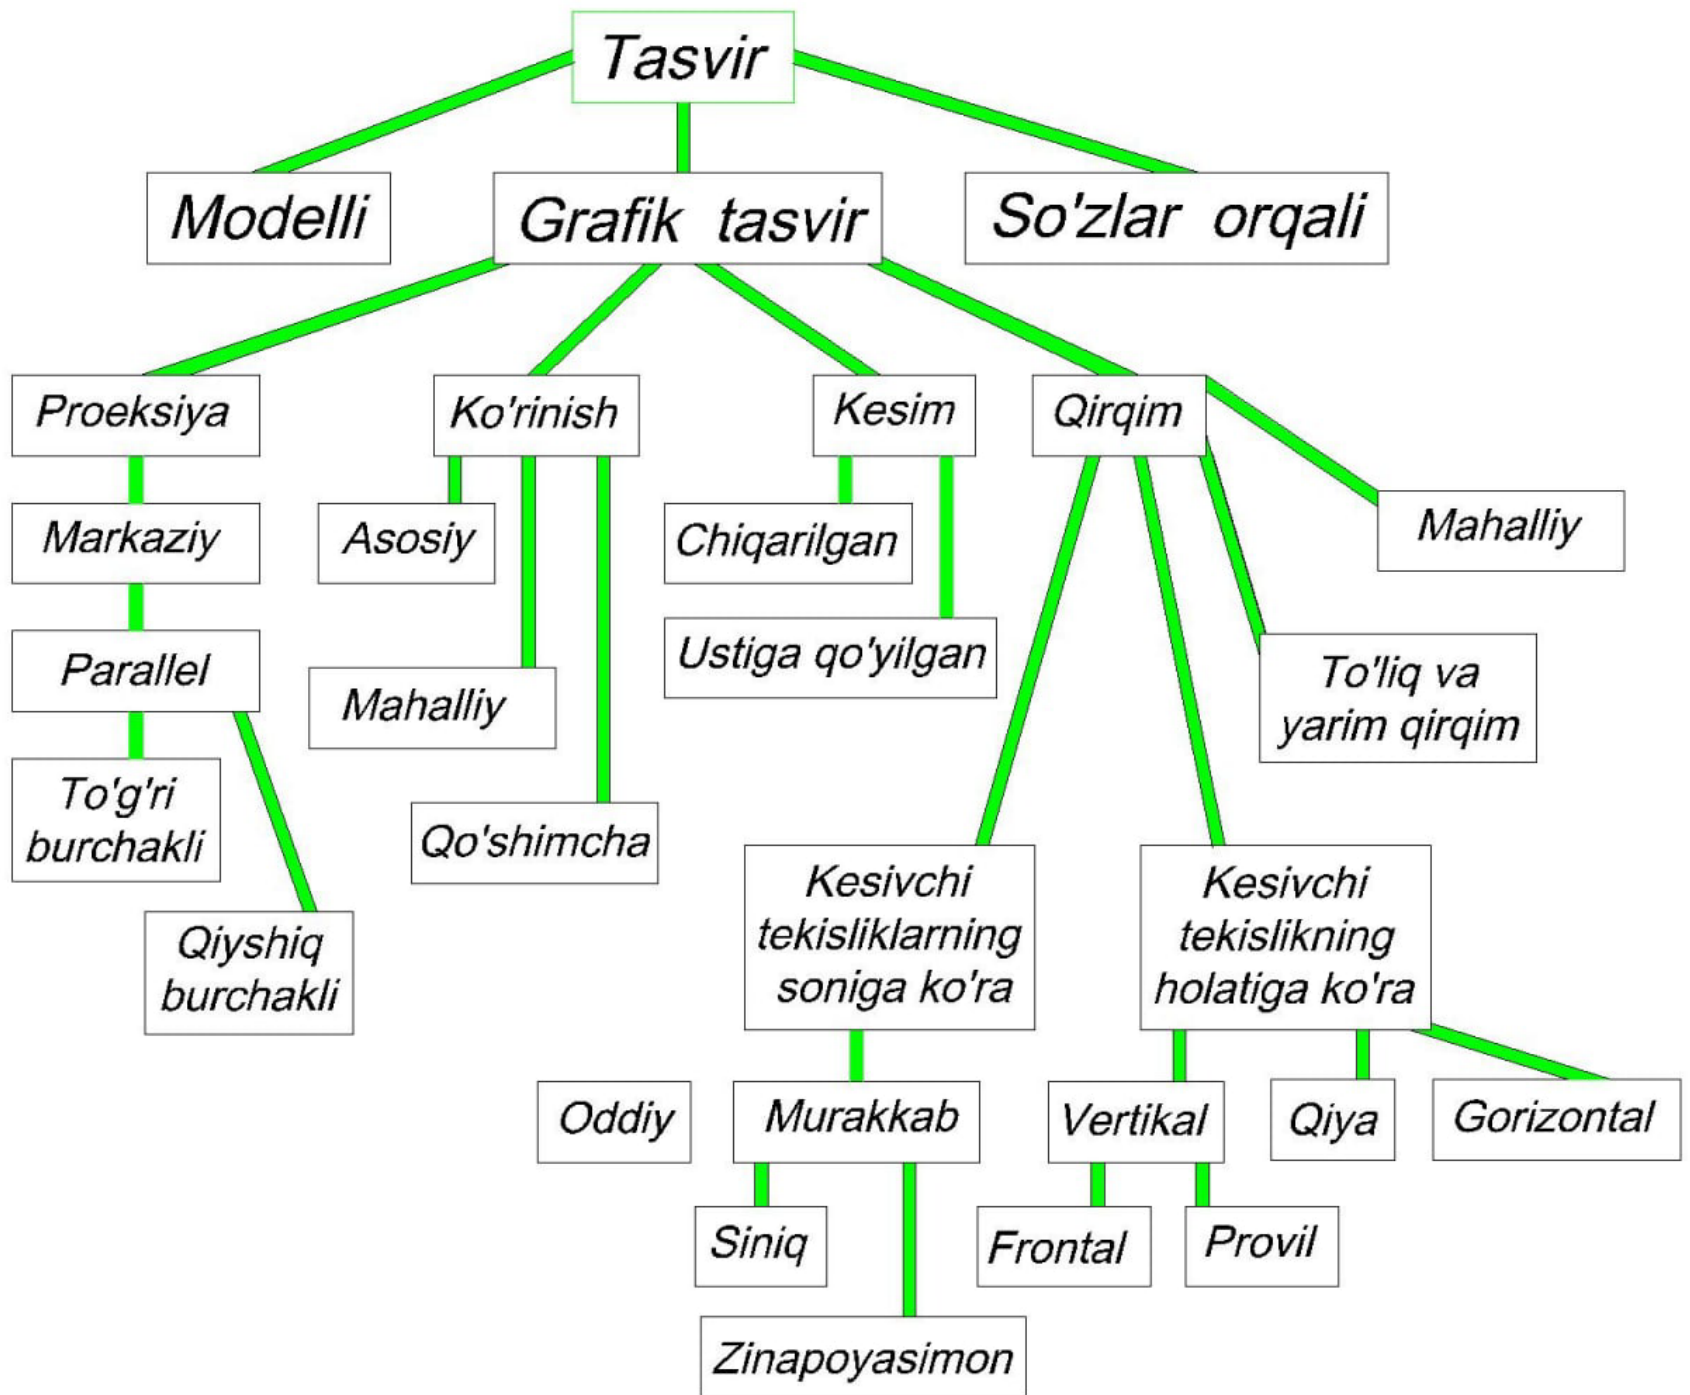 Tasvir
Modelli
Grafik tasvir
So'zlar orqali
Proeksiya
Ko'rinish
Kesim
Qirqim
Markaziy
Asosiy
Chiqarilgan
Mahalliy
Parallel
Mahalliy
Ustiga qo'yilgan
To'liq va
yarim qirqim
To'g'ri
burchakli
Qo'shimcha
Qiyshiq
burchakli
Kesivchi
tekisliklarning
soniga ko'ra
Kesivchi
tekislikning
holatiga ko'ra
Oddiy
Murakkab
Vertikal
Qiya
Gorizontal
Siniq
Frontal
Provil
Zinapoyasimon